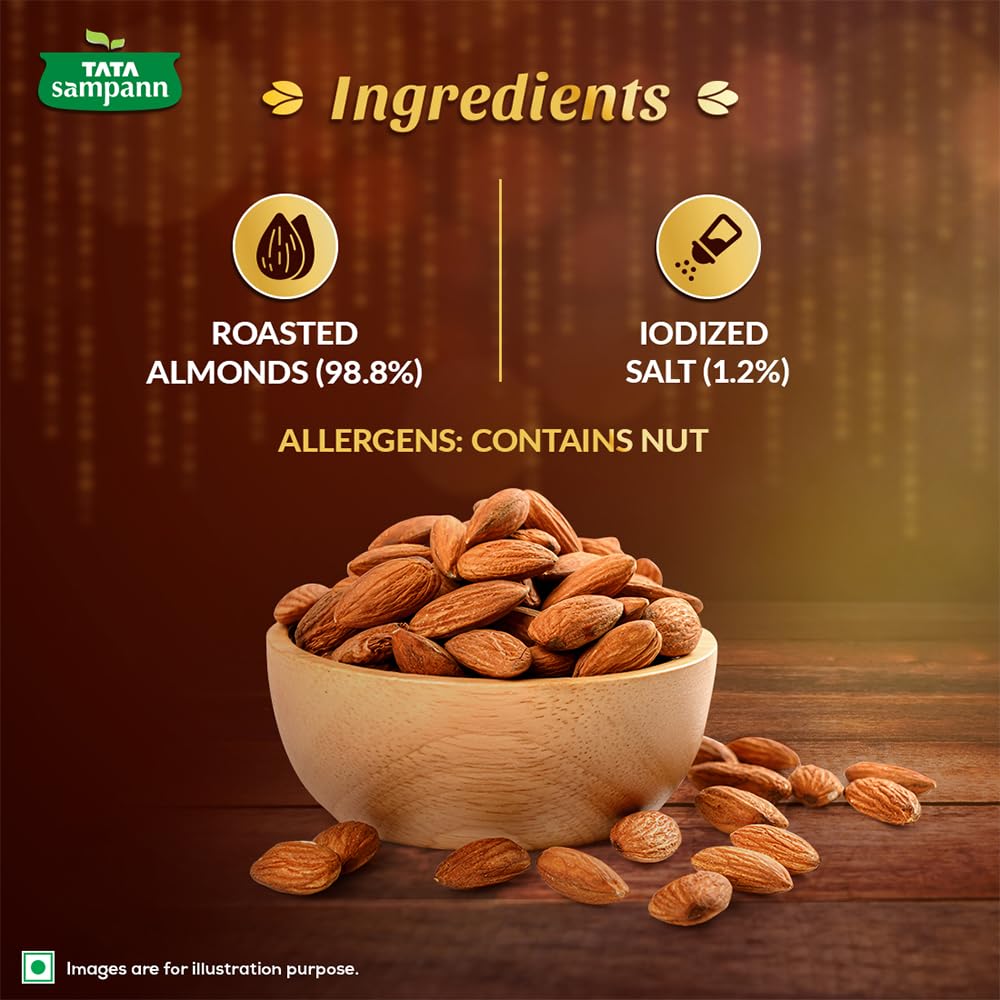 TATA
sampann
Ingredients
ROASTED
ALMONDS (98.8%)
IODIZED
SALT (1.2%)
ALLERGENS: CONTAINS NUT
Images are for illustration purpose.